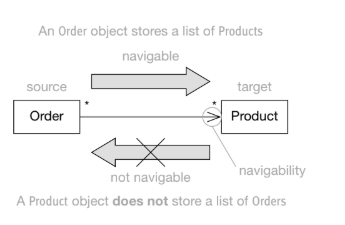 An Order object stores a list of Products
navigable
source
target
*
*
Order
Product
not navigable
navigability
A Product object does not store a list of Orders